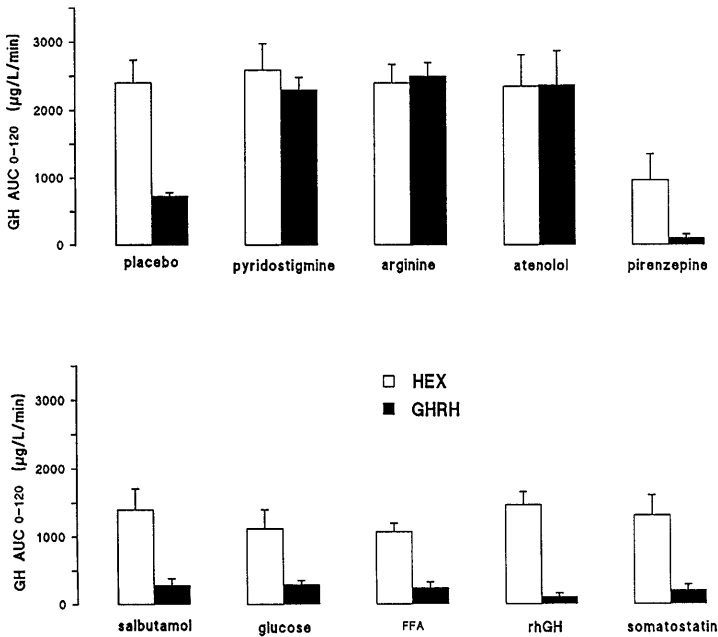 GH AUC 0-120 (µg/L/min)
3000
2000
1000
0
placebo pyridostigmine arginine atenolol pirenzepine
HEX
GHRH
GH AUC 0-120 (µg/L/min)
3000
2000
1000
0
salbutamol glucose FFA rhGH somatostatin